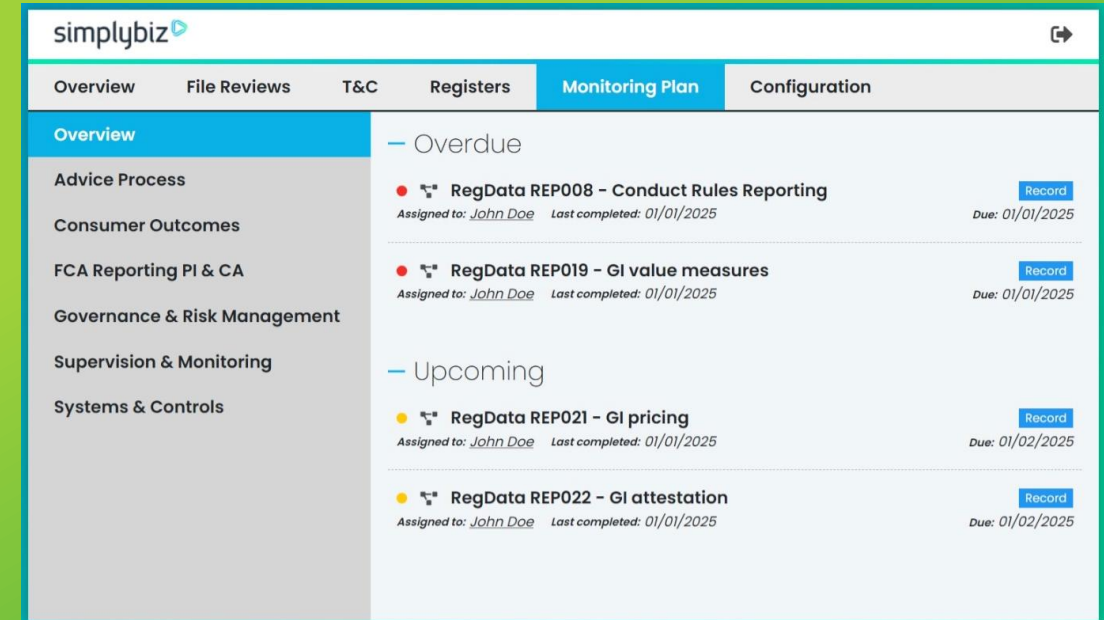 simplybiz
Overview File Reviews T&C Registers Monitoring Plan Configuration
Overview
Advice Process
Consumer Outcomes
FCA Reporting PI & CA
Governance & Risk Management
Supervision & Monitoring
Systems & Controls
Overdue
RegData REP008 - Conduct Rules Reporting Record
Assigned to: John Doe Last completed: 01/01/2025 Due: 01/01/2025
RegData REP019 - GI value measures Record
Assigned to: John Doe Last completed: 01/01/2025 Due: 01/01/2025
Upcoming
RegData REP021 - GI pricing Record
Assigned to: John Doe Last completed: 01/01/2025 Due: 01/02/2025
RegData REP022 - GI attestation Record
Assigned to: John Doe Last completed: 01/01/2025 Due: 01/02/2025